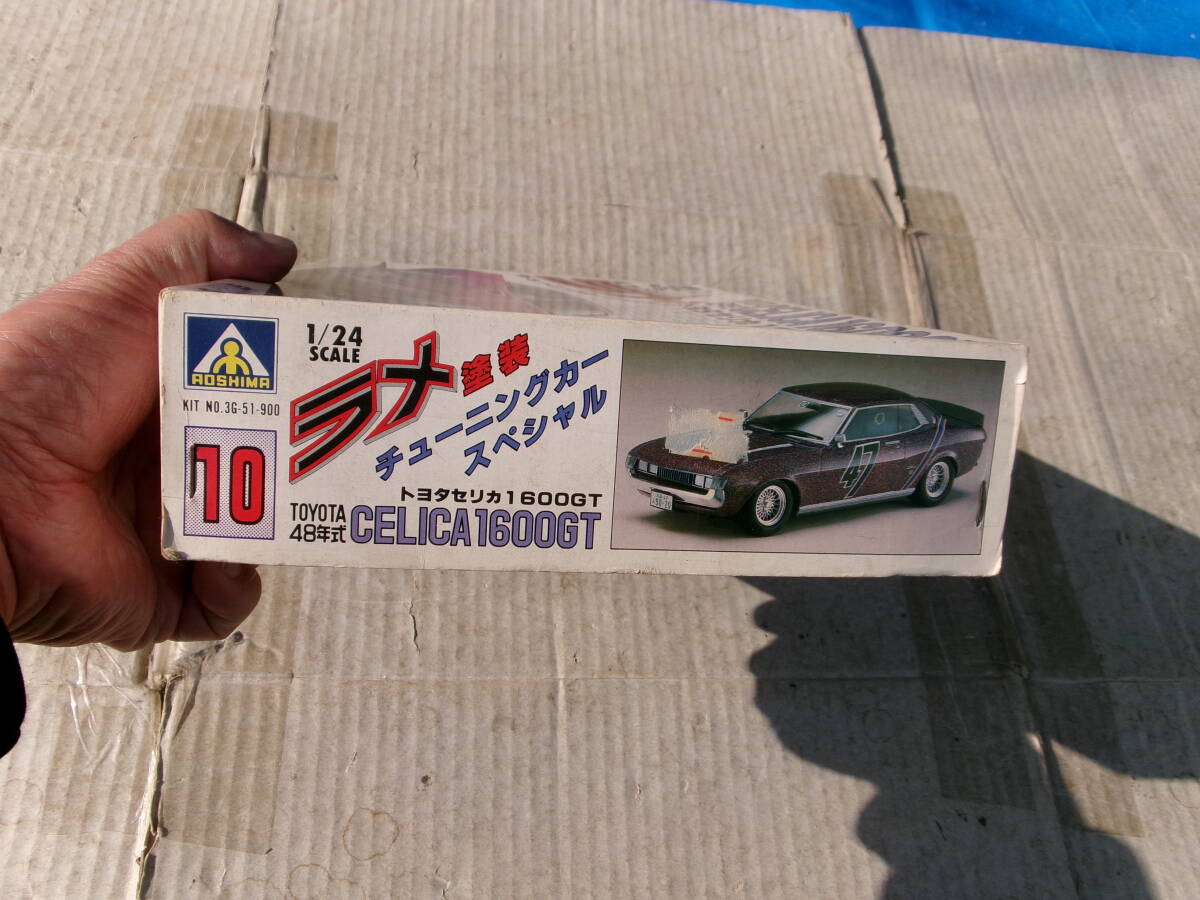 AOSHIMA
KIT NO.3G-51-900
10
1/24
SCALE
ラメ塗装
チューニングカー
スペシャル
トヨタセリカ1600GT
TOYOTA
48年式
CELICA1600GT
47